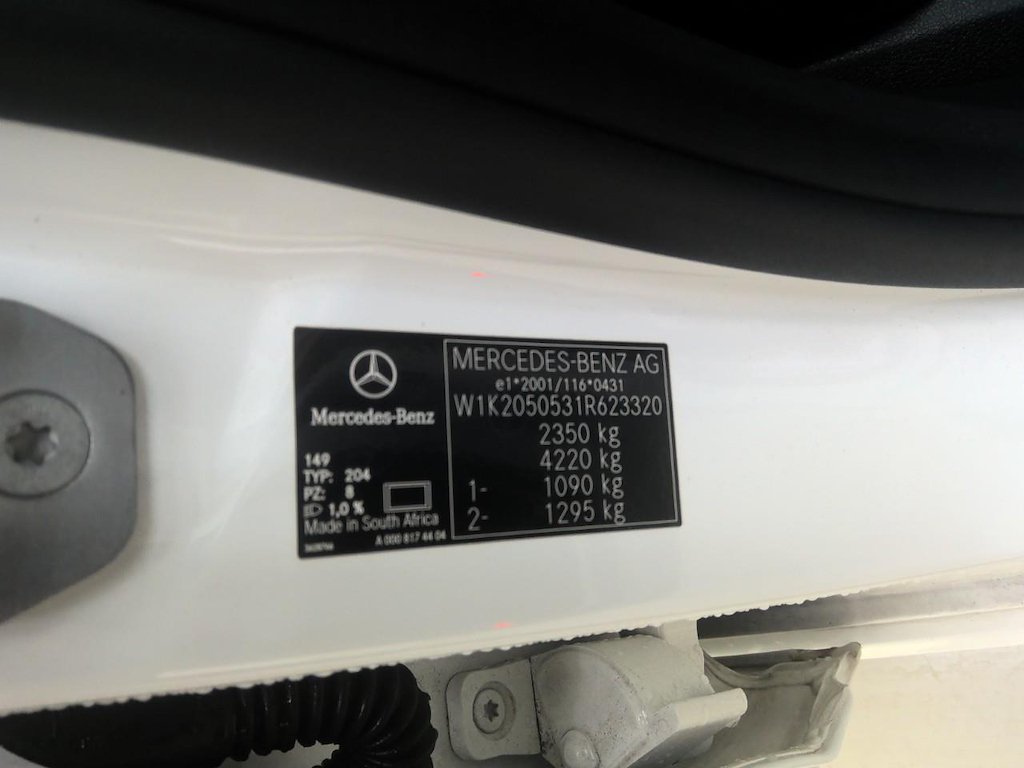 Mercedes-Benz
149
TYP: 204
PZ: 8
1,0 %
Made in South Africa
A 000 817 44 04
MERCEDES-BENZ AG
e1*2001/116*0431
W1K2050531R623320
2350 kg
4220 kg
1- 1090 kg
2- 1295 kg